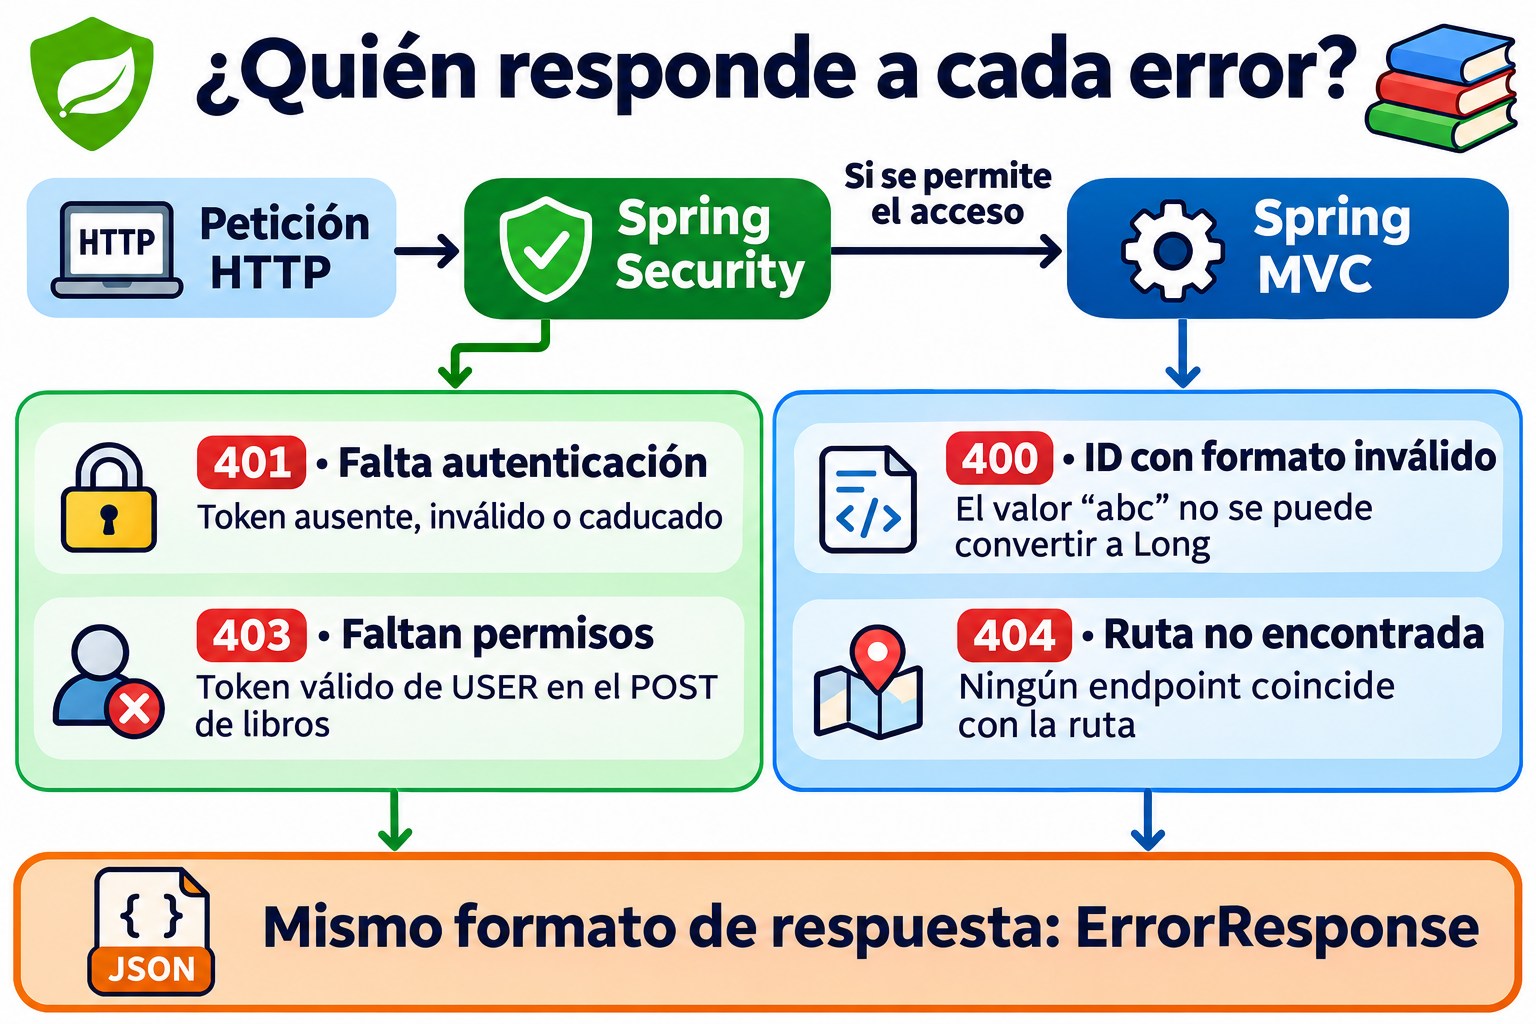 ¿Quién responde a cada error?
HTTP
Petición
HTTP
Spring
Security
Si se permite
el acceso
Spring
MVC
401 • Falta autenticación
Token ausente, inválido o caducado
403 • Faltan permisos
Token válido de USER en el POST
de libros
400 • ID con formato inválido
El valor “abc” no se puede
convertir a Long
404 • Ruta no encontrada
Ningún endpoint coincide
con la ruta
{ }
JSON
Mismo formato de respuesta: ErrorResponse